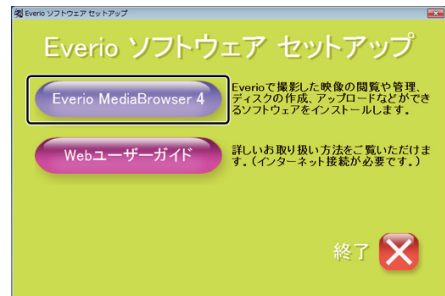 Everio ソフトウェア セットアップ
Everio ソフトウェア セットアップ
Everio MediaBrowser 4
Everioで撮影した映像の閲覧や管理、
ディスクの作成、アップロードなどができ
るソフトウェアをインストールします。
Webユーザーガイド
詳しいお取り扱い方法をご覧いただけま
す。(インターネット接続が必要です。)
終了